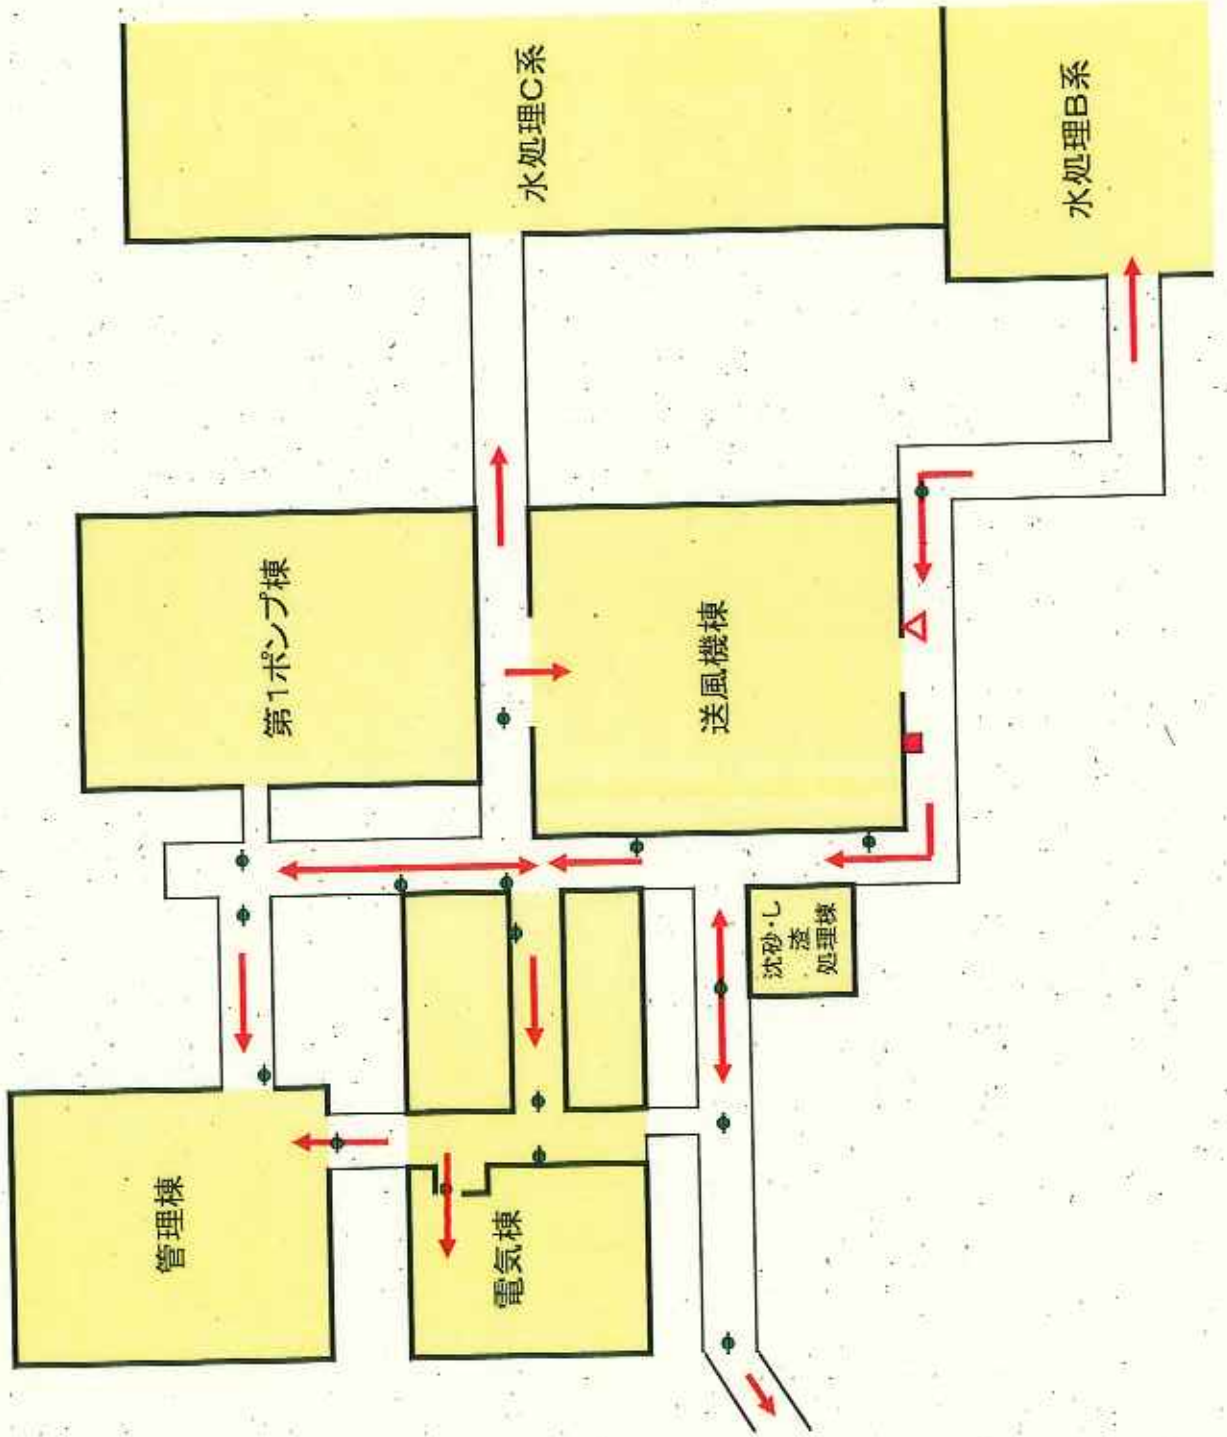 水処理C系
水処理B系
第1ポンプ棟
送風機棟
沈砂・し
渣
処理棟
管理棟
電気棟